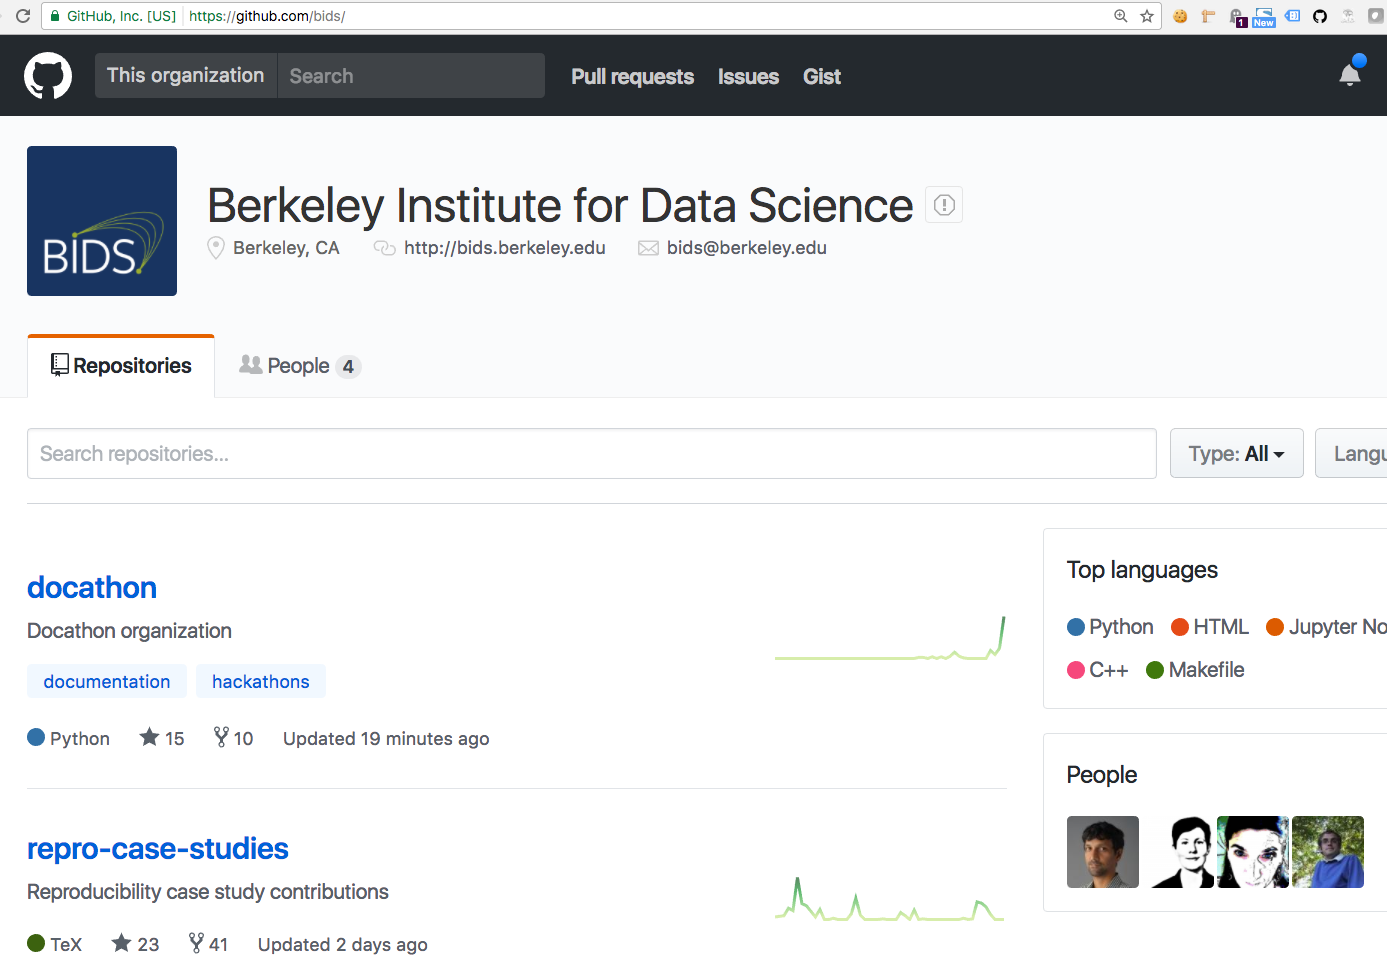 GitHub, Inc. [US] https://github.com/bids/
1
New
This organization Search Pull requests Issues Gist
BIDS
Berkeley Institute for Data Science
Berkeley, CA http://bids.berkeley.edu bids@berkeley.edu
Repositories People 4
Search repositories... Type: All Langu
docathon
Docathon organization
documentation hackathons
Python 15 10 Updated 19 minutes ago
repro-case-studies
Reproducibility case study contributions
TeX 23 41 Updated 2 days ago
Top languages
Python HTML Jupyter No
C++ Makefile
People